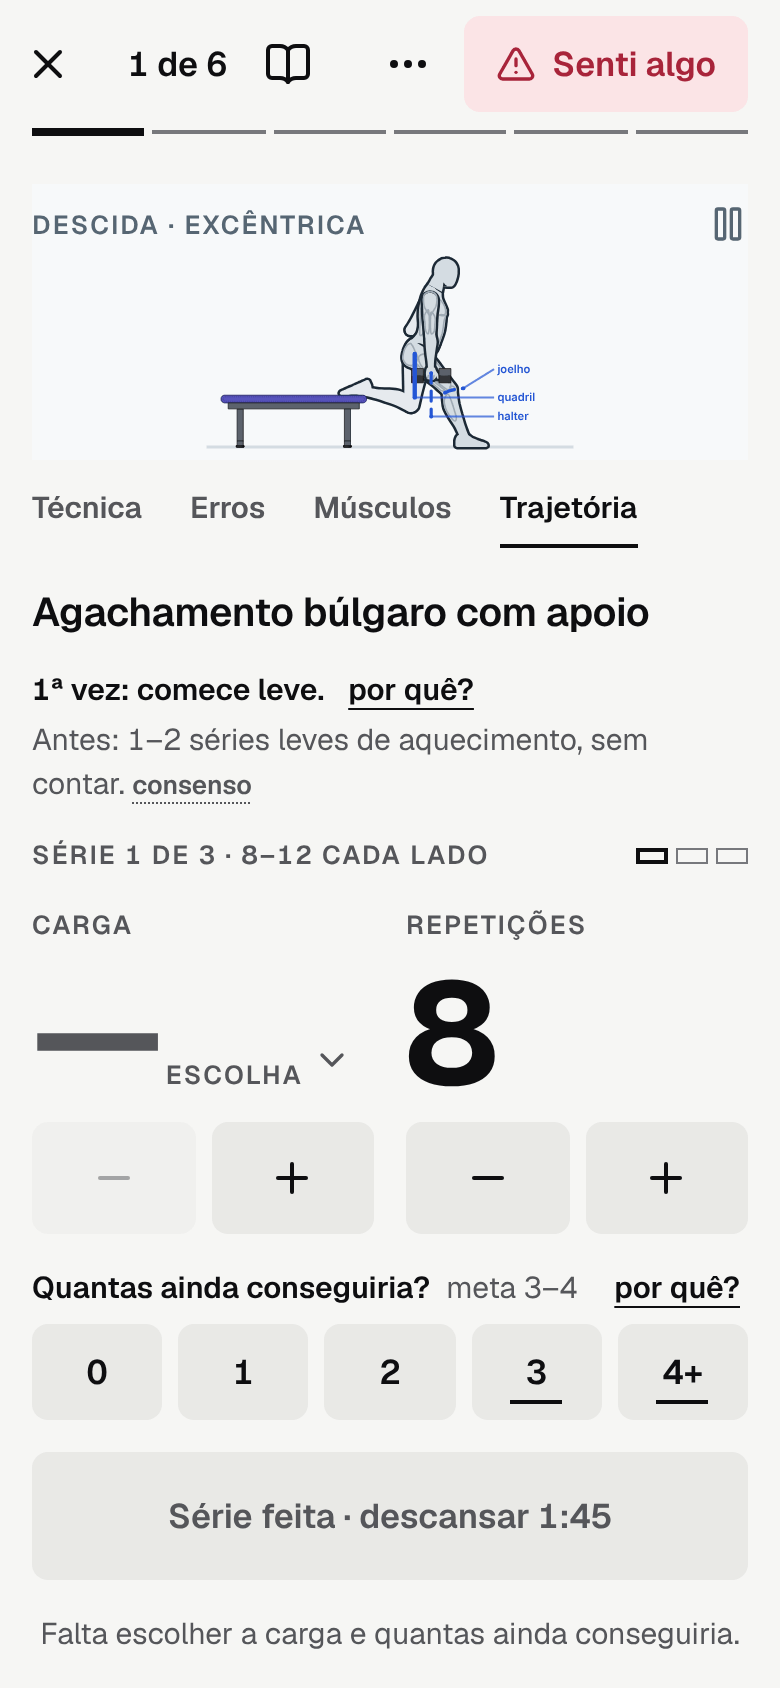 1 de 6
Senti algo
DESCIDA · EXCÊNTRICA
joelho
quadril
halter
Técnica Erros Músculos Trajetória
Agachamento búlgaro com apoio
1ª vez: comece leve. por quê?
Antes: 1–2 séries leves de aquecimento, sem
contar. consenso
SÉRIE 1 DE 3 · 8–12 CADA LADO
CARGA REPETIÇÕES
— ESCOLHA 8
− + − +
Quantas ainda conseguiria? meta 3–4 por quê?
0 1 2 3 4+
Série feita · descansar 1:45
Falta escolher a carga e quantas ainda conseguiria.